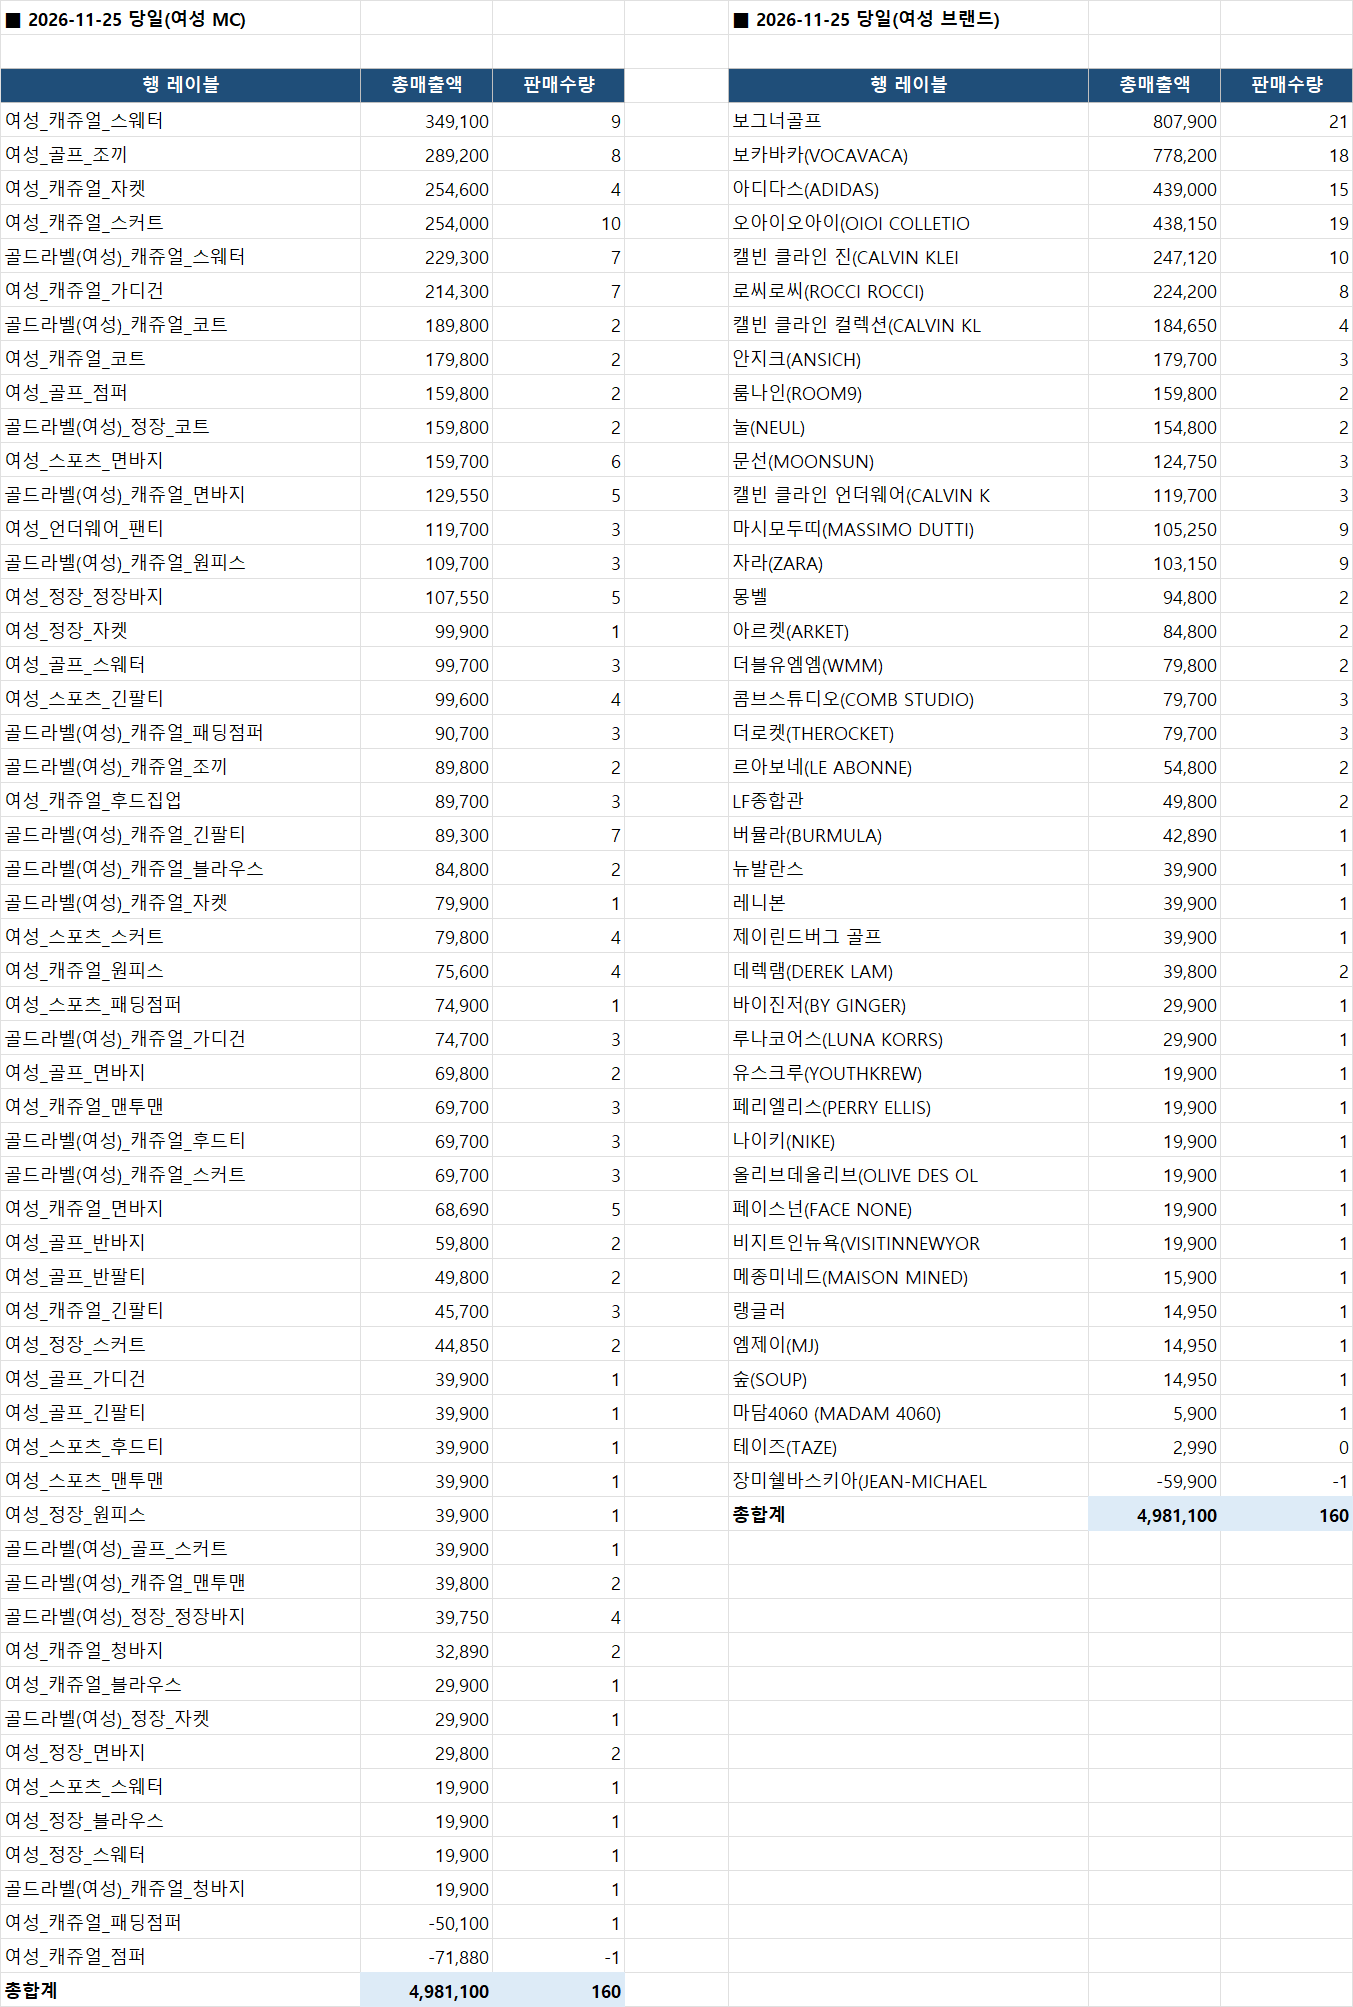 ■ 2026-11-25 당일(여성 MC)
행 레이블 총매출액 판매수량
여성_캐쥬얼_스웨터 349,100 9
여성_골프_조끼 289,200 8
여성_캐쥬얼_자켓 254,600 4
여성_캐쥬얼_스커트 254,000 10
골드라벨(여성)_캐쥬얼_스웨터 229,300 7
여성_캐쥬얼_가디건 214,300 7
골드라벨(여성)_캐쥬얼_코트 189,800 2
여성_캐쥬얼_코트 179,800 2
여성_골프_점퍼 159,800 2
골드라벨(여성)_정장_코트 159,800 2
여성_스포츠_면바지 159,700 6
골드라벨(여성)_캐쥬얼_면바지 129,550 5
여성_언더웨어_팬티 119,700 3
골드라벨(여성)_캐쥬얼_원피스 109,700 3
여성_정장_정장바지 107,550 5
여성_정장_자켓 99,900 1
여성_골프_스웨터 99,700 3
여성_스포츠_긴팔티 99,600 4
골드라벨(여성)_캐쥬얼_패딩점퍼 90,700 3
골드라벨(여성)_캐쥬얼_조끼 89,800 2
여성_캐쥬얼_후드집업 89,700 3
골드라벨(여성)_캐쥬얼_긴팔티 89,300 7
골드라벨(여성)_캐쥬얼_블라우스 84,800 2
골드라벨(여성)_캐쥬얼_자켓 79,900 1
여성_스포츠_스커트 79,800 4
여성_캐쥬얼_원피스 75,600 4
여성_스포츠_패딩점퍼 74,900 1
골드라벨(여성)_캐쥬얼_가디건 74,700 3
여성_골프_면바지 69,800 2
여성_캐쥬얼_맨투맨 69,700 3
골드라벨(여성)_캐쥬얼_후드티 69,700 3
골드라벨(여성)_캐쥬얼_스커트 69,700 3
여성_캐쥬얼_면바지 68,690 5
여성_골프_반바지 59,800 2
여성_골프_반팔티 49,800 2
여성_캐쥬얼_긴팔티 45,700 3
여성_정장_스커트 44,850 2
여성_골프_가디건 39,900 1
여성_골프_긴팔티 39,900 1
여성_스포츠_후드티 39,900 1
여성_스포츠_맨투맨 39,900 1
여성_정장_원피스 39,900 1
골드라벨(여성)_골프_스커트 39,900 1
골드라벨(여성)_캐쥬얼_맨투맨 39,800 2
골드라벨(여성)_정장_정장바지 39,750 4
여성_캐쥬얼_청바지 32,890 2
여성_캐쥬얼_블라우스 29,900 1
골드라벨(여성)_정장_자켓 29,900 1
여성_정장_면바지 29,800 2
여성_스포츠_스웨터 19,900 1
여성_정장_블라우스 19,900 1
여성_정장_스웨터 19,900 1
골드라벨(여성)_캐쥬얼_청바지 19,900 1
여성_캐쥬얼_패딩점퍼 -50,100 1
여성_캐쥬얼_점퍼 -71,880 -1
총합계 4,981,100 160
■ 2026-11-25 당일(여성 브랜드)
행 레이블 총매출액 판매수량
보그너골프 807,900 21
보카바카(VOCAVACA) 778,200 18
아디다스(ADIDAS) 439,000 15
오아이오아이(OIOI COLLETIO 438,150 19
캘빈 클라인 진(CALVIN KLEI 247,120 10
로씨로씨(ROCCI ROCCI) 224,200 8
캘빈 클라인 컬렉션(CALVIN KL 184,650 4
안지크(ANSICH) 179,700 3
룸나인(ROOM9) 159,800 2
눌(NEUL) 154,800 2
문선(MOONSUN) 124,750 3
캘빈 클라인 언더웨어(CALVIN K 119,700 3
마시모두띠(MASSIMO DUTTI) 105,250 9
자라(ZARA) 103,150 9
몽벨 94,800 2
아르켓(ARKET) 84,800 2
더블유엠엠(WMM) 79,800 2
콤브스튜디오(COMB STUDIO) 79,700 3
더로켓(THEROCKET) 79,700 3
르아보네(LE ABONNE) 54,800 2
LF종합관 49,800 2
버뮬라(BURMULA) 42,890 1
뉴발란스 39,900 1
레니본 39,900 1
제이린드버그 골프 39,900 1
데렉램(DEREK LAM) 39,800 2
바이진저(BY GINGER) 29,900 1
루나코어스(LUNA KORRS) 29,900 1
유스크루(YOUTHKREW) 19,900 1
페리엘리스(PERRY ELLIS) 19,900 1
나이키(NIKE) 19,900 1
올리브데올리브(OLIVE DES OL 19,900 1
페이스넌(FACE NONE) 19,900 1
비지트인뉴욕(VISITINNEWYOR 19,900 1
메종미네드(MAISON MINED) 15,900 1
랭글러 14,950 1
엠제이(MJ) 14,950 1
숲(SOUP) 14,950 1
마담4060 (MADAM 4060) 5,900 1
테이즈(TAZE) 2,990 0
장미쉘바스키아(JEAN-MICHAEL -59,900 -1
총합계 4,981,100 160